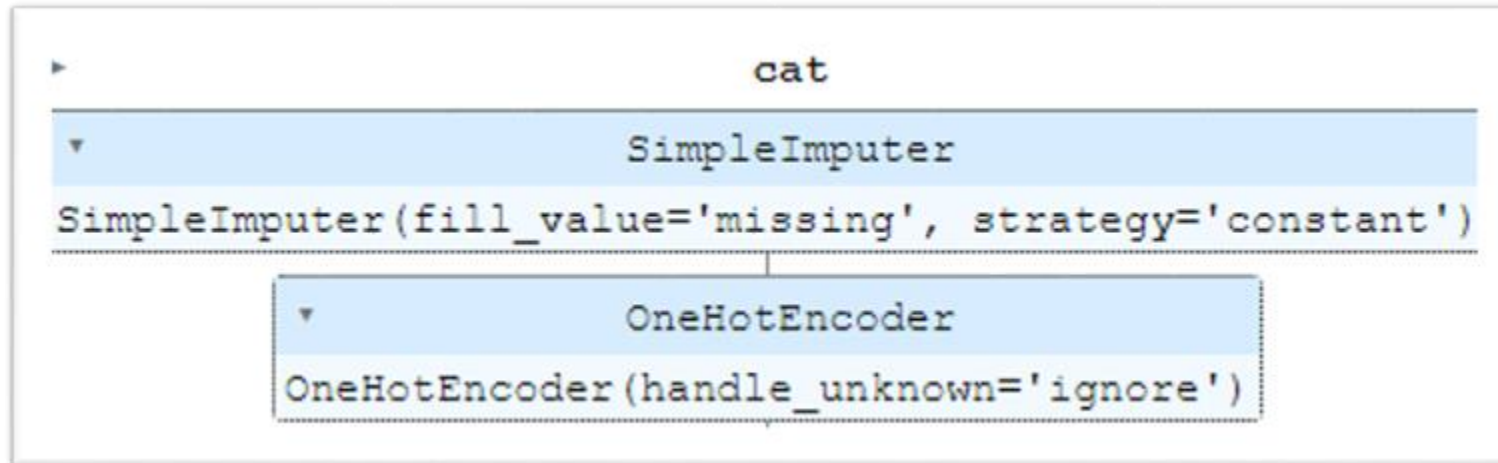 cat
SimpleImputer
SimpleImputer(fill_value='missing', strategy='constant')
OneHotEncoder
OneHotEncoder(handle_unknown='ignore')